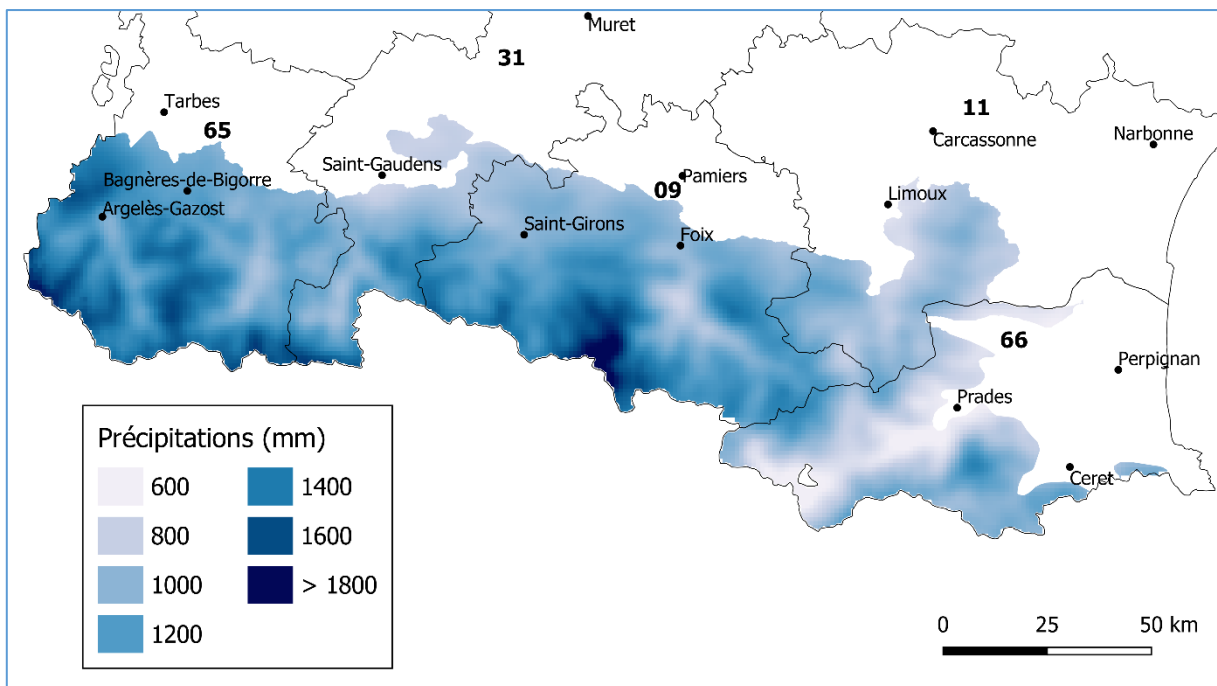 Muret
31
Tarbes
65
11
Carcassonne
Narbonne
Saint-Gaudens
Bagnères-de-Bigorre
09
Pamiers
Argelès-Gazost
Limoux
Saint-Girons
Foix
66
Perpignan
Prades
Ceret
Précipitations (mm)
600
1400
800
1600
1000
> 1800
1200
0 25 50 km